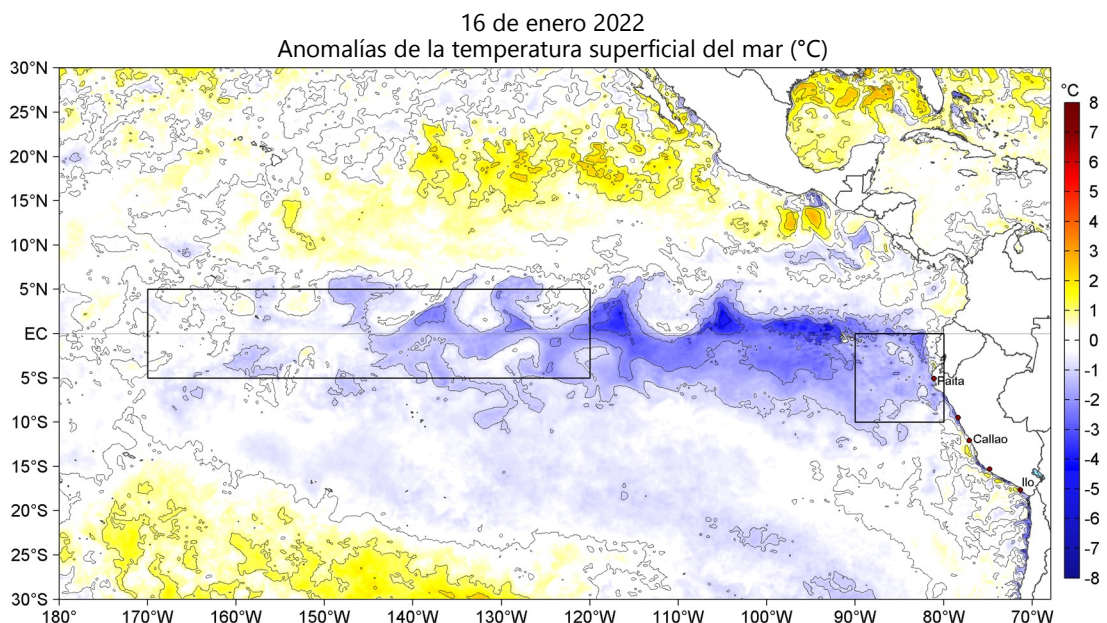 16 de enero 2022
Anomalías de la temperatura superficial del mar (°C)
30°N
25°N
20°N
15°N
10°N
5°N
EC
5°S
10°S
15°S
20°S
25°S
30°S
180
170°W
160°W
150°W
140°W
130°W
120°W
110°W
100°W
90°W
80°W
70°W
Paita
Callao
Ilo
°C
8
7
6
5
4
3
2
1
0
-1
-2
-3
-4
-5
-6
-7
-8